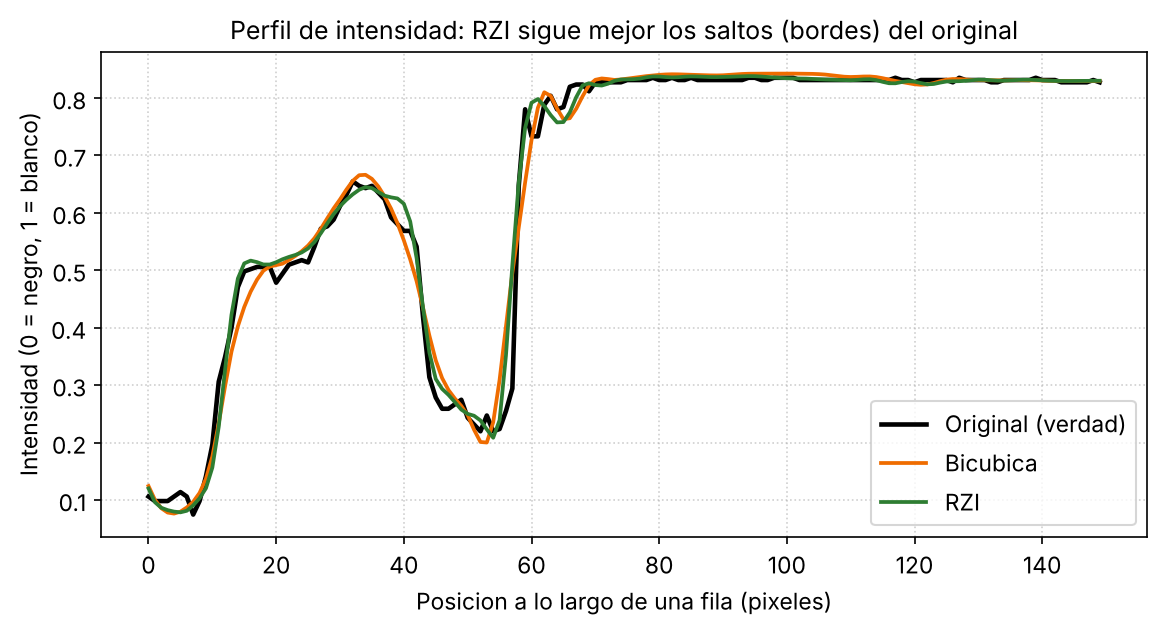 Perfil de intensidad: RZI sigue mejor los saltos (bordes) del original
Intensidad (0 = negro, 1 = blanco)
0.8
0.7
0.6
0.5
0.4
0.3
0.2
0.1
Original (verdad)
Bicubica
RZI
0 20 40 60 80 100 120 140
Posicion a lo largo de una fila (pixeles)